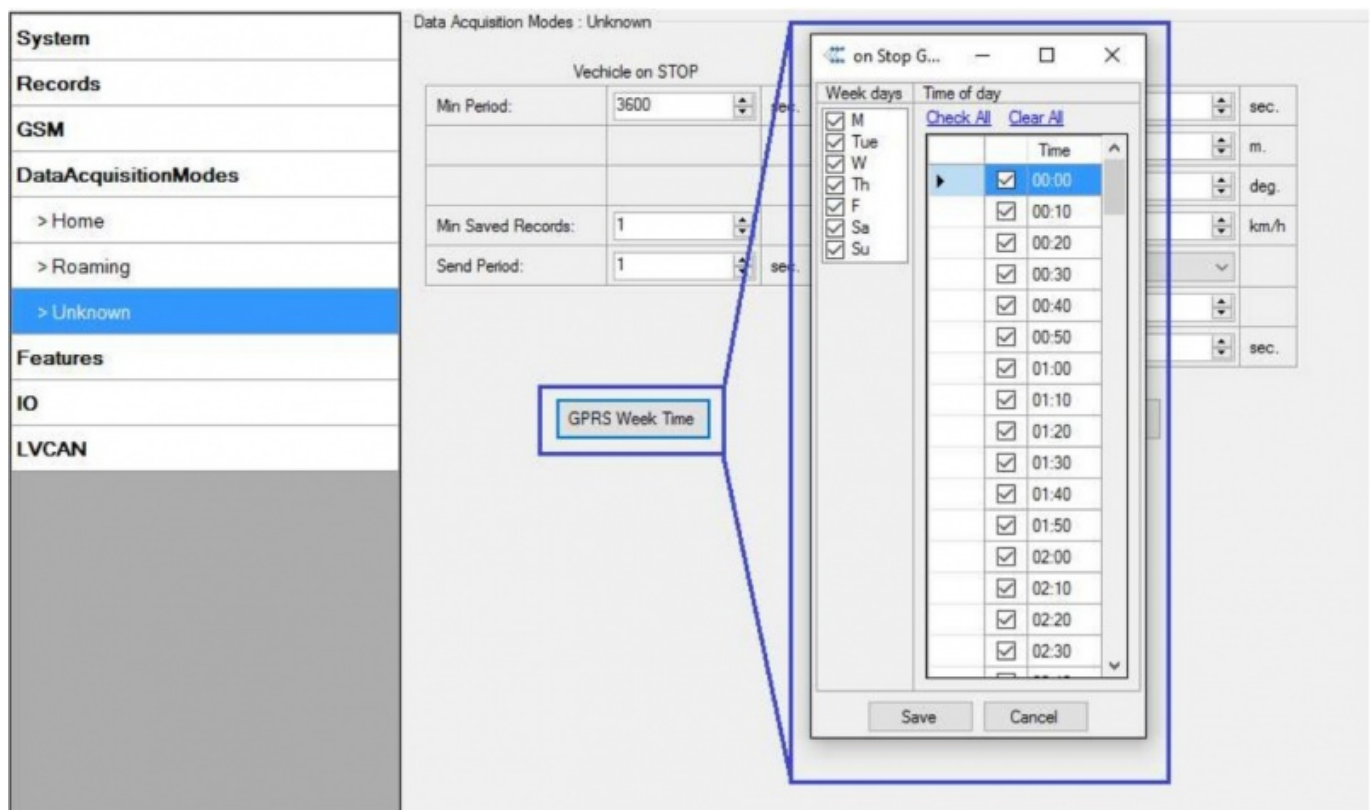 System
Records
GSM
DataAcquisitionModes
> Home
> Roaming
> Unknown
Features
IO
LVCAN
Data Acquisition Modes : Unknown
Vechicle on STOP
Min Period: 3600 sec.
Min Saved Records: 1
Send Period: 1 sec.
GPRS Week Time
on Stop G...
Week days
M
Tue
W
Th
F
Sa
Su
Time of day
Check All Clear All
Time
00:00
00:10
00:20
00:30
00:40
00:50
01:00
01:10
01:20
01:30
01:40
01:50
02:00
02:10
02:20
02:30
Save Cancel
sec.
m.
deg.
km/h
sec.